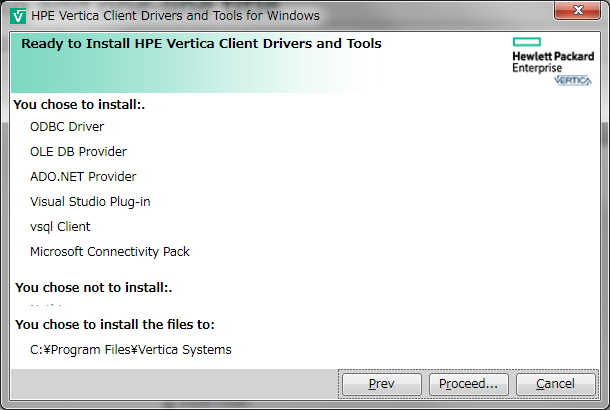 HPE Vertica Client Drivers and Tools for Windows
Ready to Install HPE Vertica Client Drivers and Tools
Hewlett Packard
Enterprise
VERTICA
You chose to install:.
ODBC Driver
OLE DB Provider
ADO.NET Provider
Visual Studio Plug-in
vsql Client
Microsoft Connectivity Pack
You chose not to install:.
You chose to install the files to:
C:¥Program Files¥Vertica Systems
Prev
Proceed...
Cancel